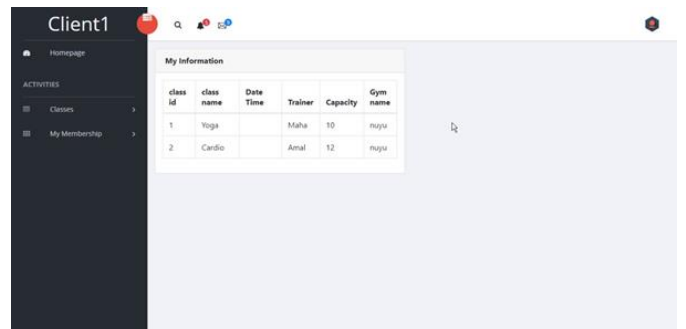 Client1
Homepage
ACTIVITIES
Classes
My Membership
My Information
class id class name Date Time Trainer Capacity Gym name
1 Yoga Maha 10 nuyu
2 Cardio Amal 12 nuyu